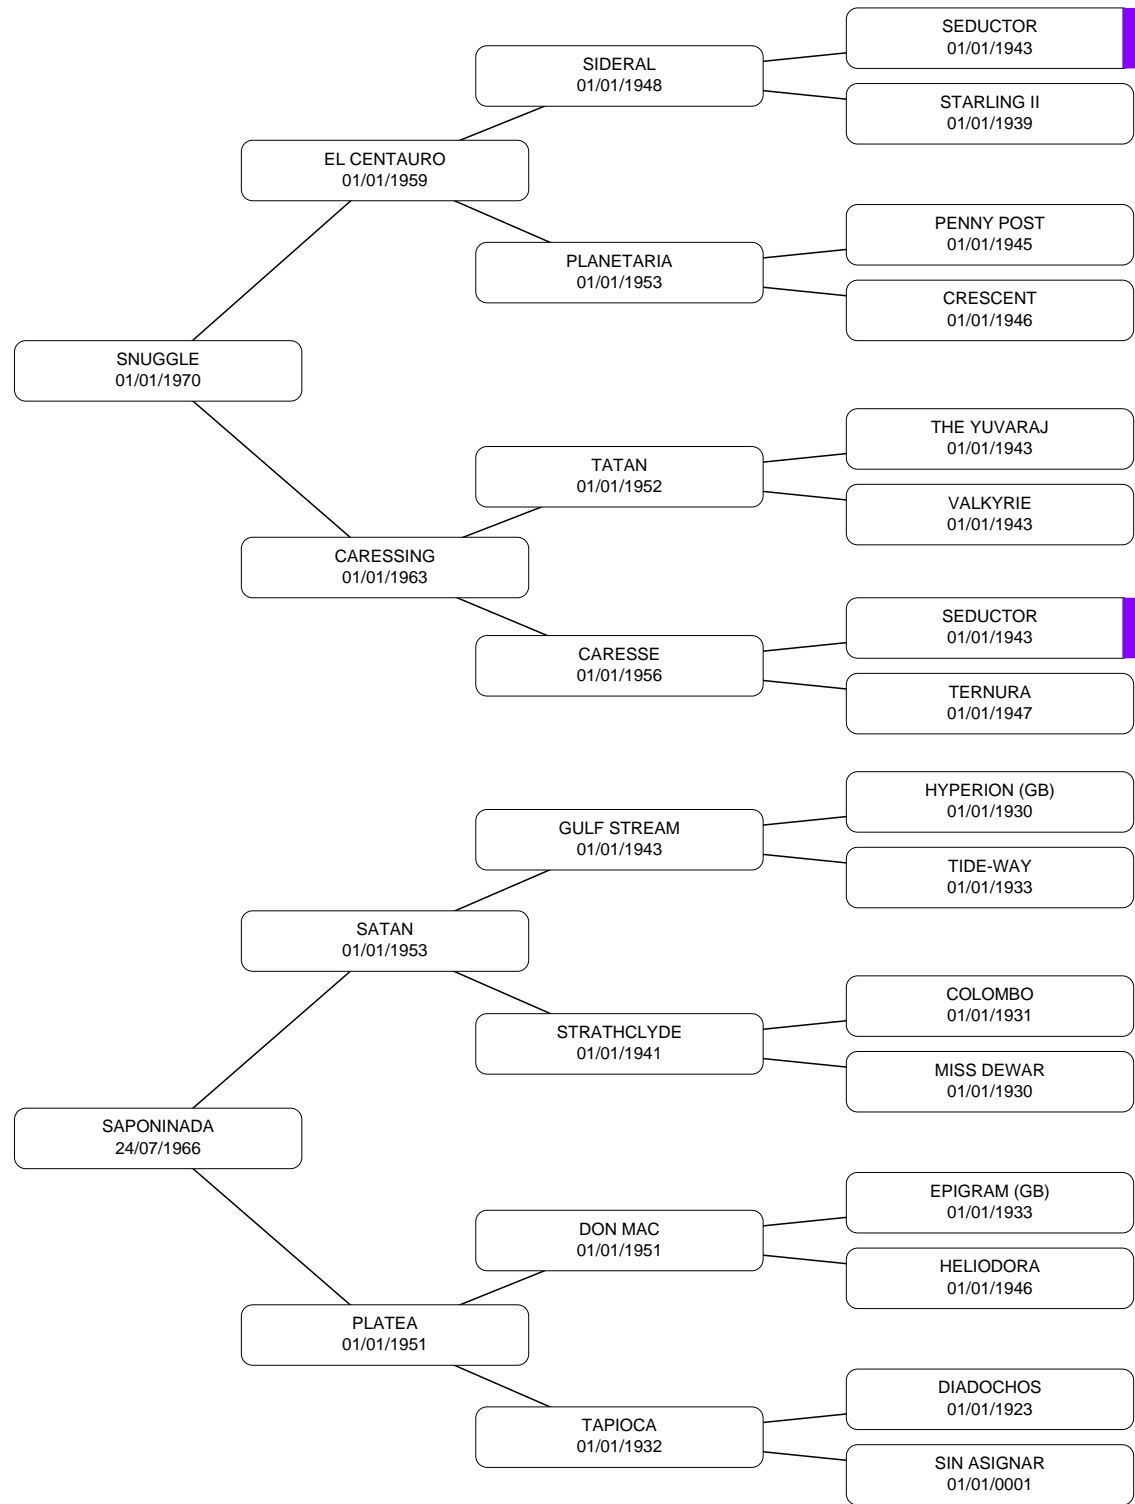 SEDUCTOR
01/01/1943
SIDERAL
01/01/1948
STARLING II
01/01/1939
EL CENTAURO
01/01/1959
PENNY POST
01/01/1945
PLANETARIA
01/01/1953
CRESCENT
01/01/1946
SNUGGLE
01/01/1970
THE YUVARAJ
01/01/1943
TATAN
01/01/1952
VALKYRIE
01/01/1943
CARESSING
01/01/1963
SEDUCTOR
01/01/1943
CARESSE
01/01/1956
TERNURA
01/01/1947
HYPERION (GB)
01/01/1930
GULF STREAM
01/01/1943
TIDE-WAY
01/01/1933
SATAN
01/01/1953
COLOMBO
01/01/1931
STRATHCLYDE
01/01/1941
MISS DEWAR
01/01/1930
SAPONINADA
24/07/1966
EPIGRAM (GB)
01/01/1933
DON MAC
01/01/1951
HELIODORA
01/01/1946
PLATEA
01/01/1951
DIADOCHOS
01/01/1923
TAPIOCA
01/01/1932
SIN ASIGNAR
01/01/0001